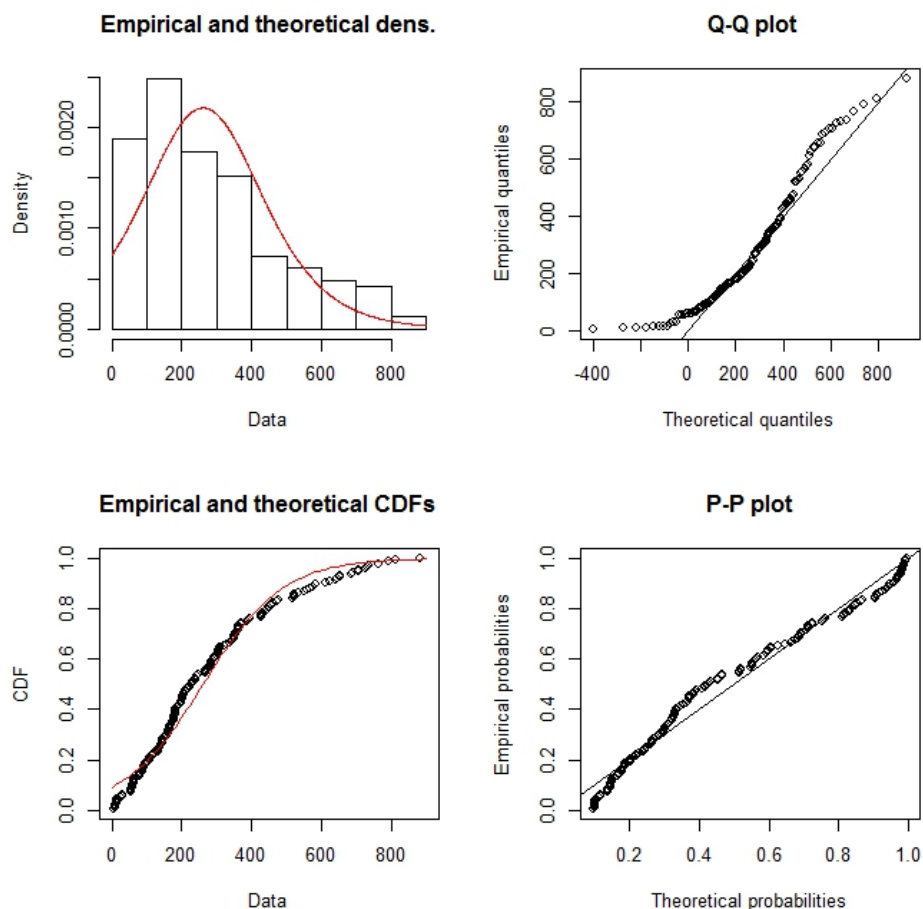 Empirical and theoretical dens.
Density
0.0000 0.0010 0.0020
0 200 400 600 800
Data
Q-Q plot
Empirical quantiles
0 200 400 600 800
-400 0 200 400 600 800
Theoretical quantiles
Empirical and theoretical CDFs
CDF
0.0 0.2 0.4 0.6 0.8 1.0
0 200 400 600 800
Data
P-P plot
Empirical probabilities
0.0 0.2 0.4 0.6 0.8 1.0
0.2 0.4 0.6 0.8 1.0
Theoretical probabilities